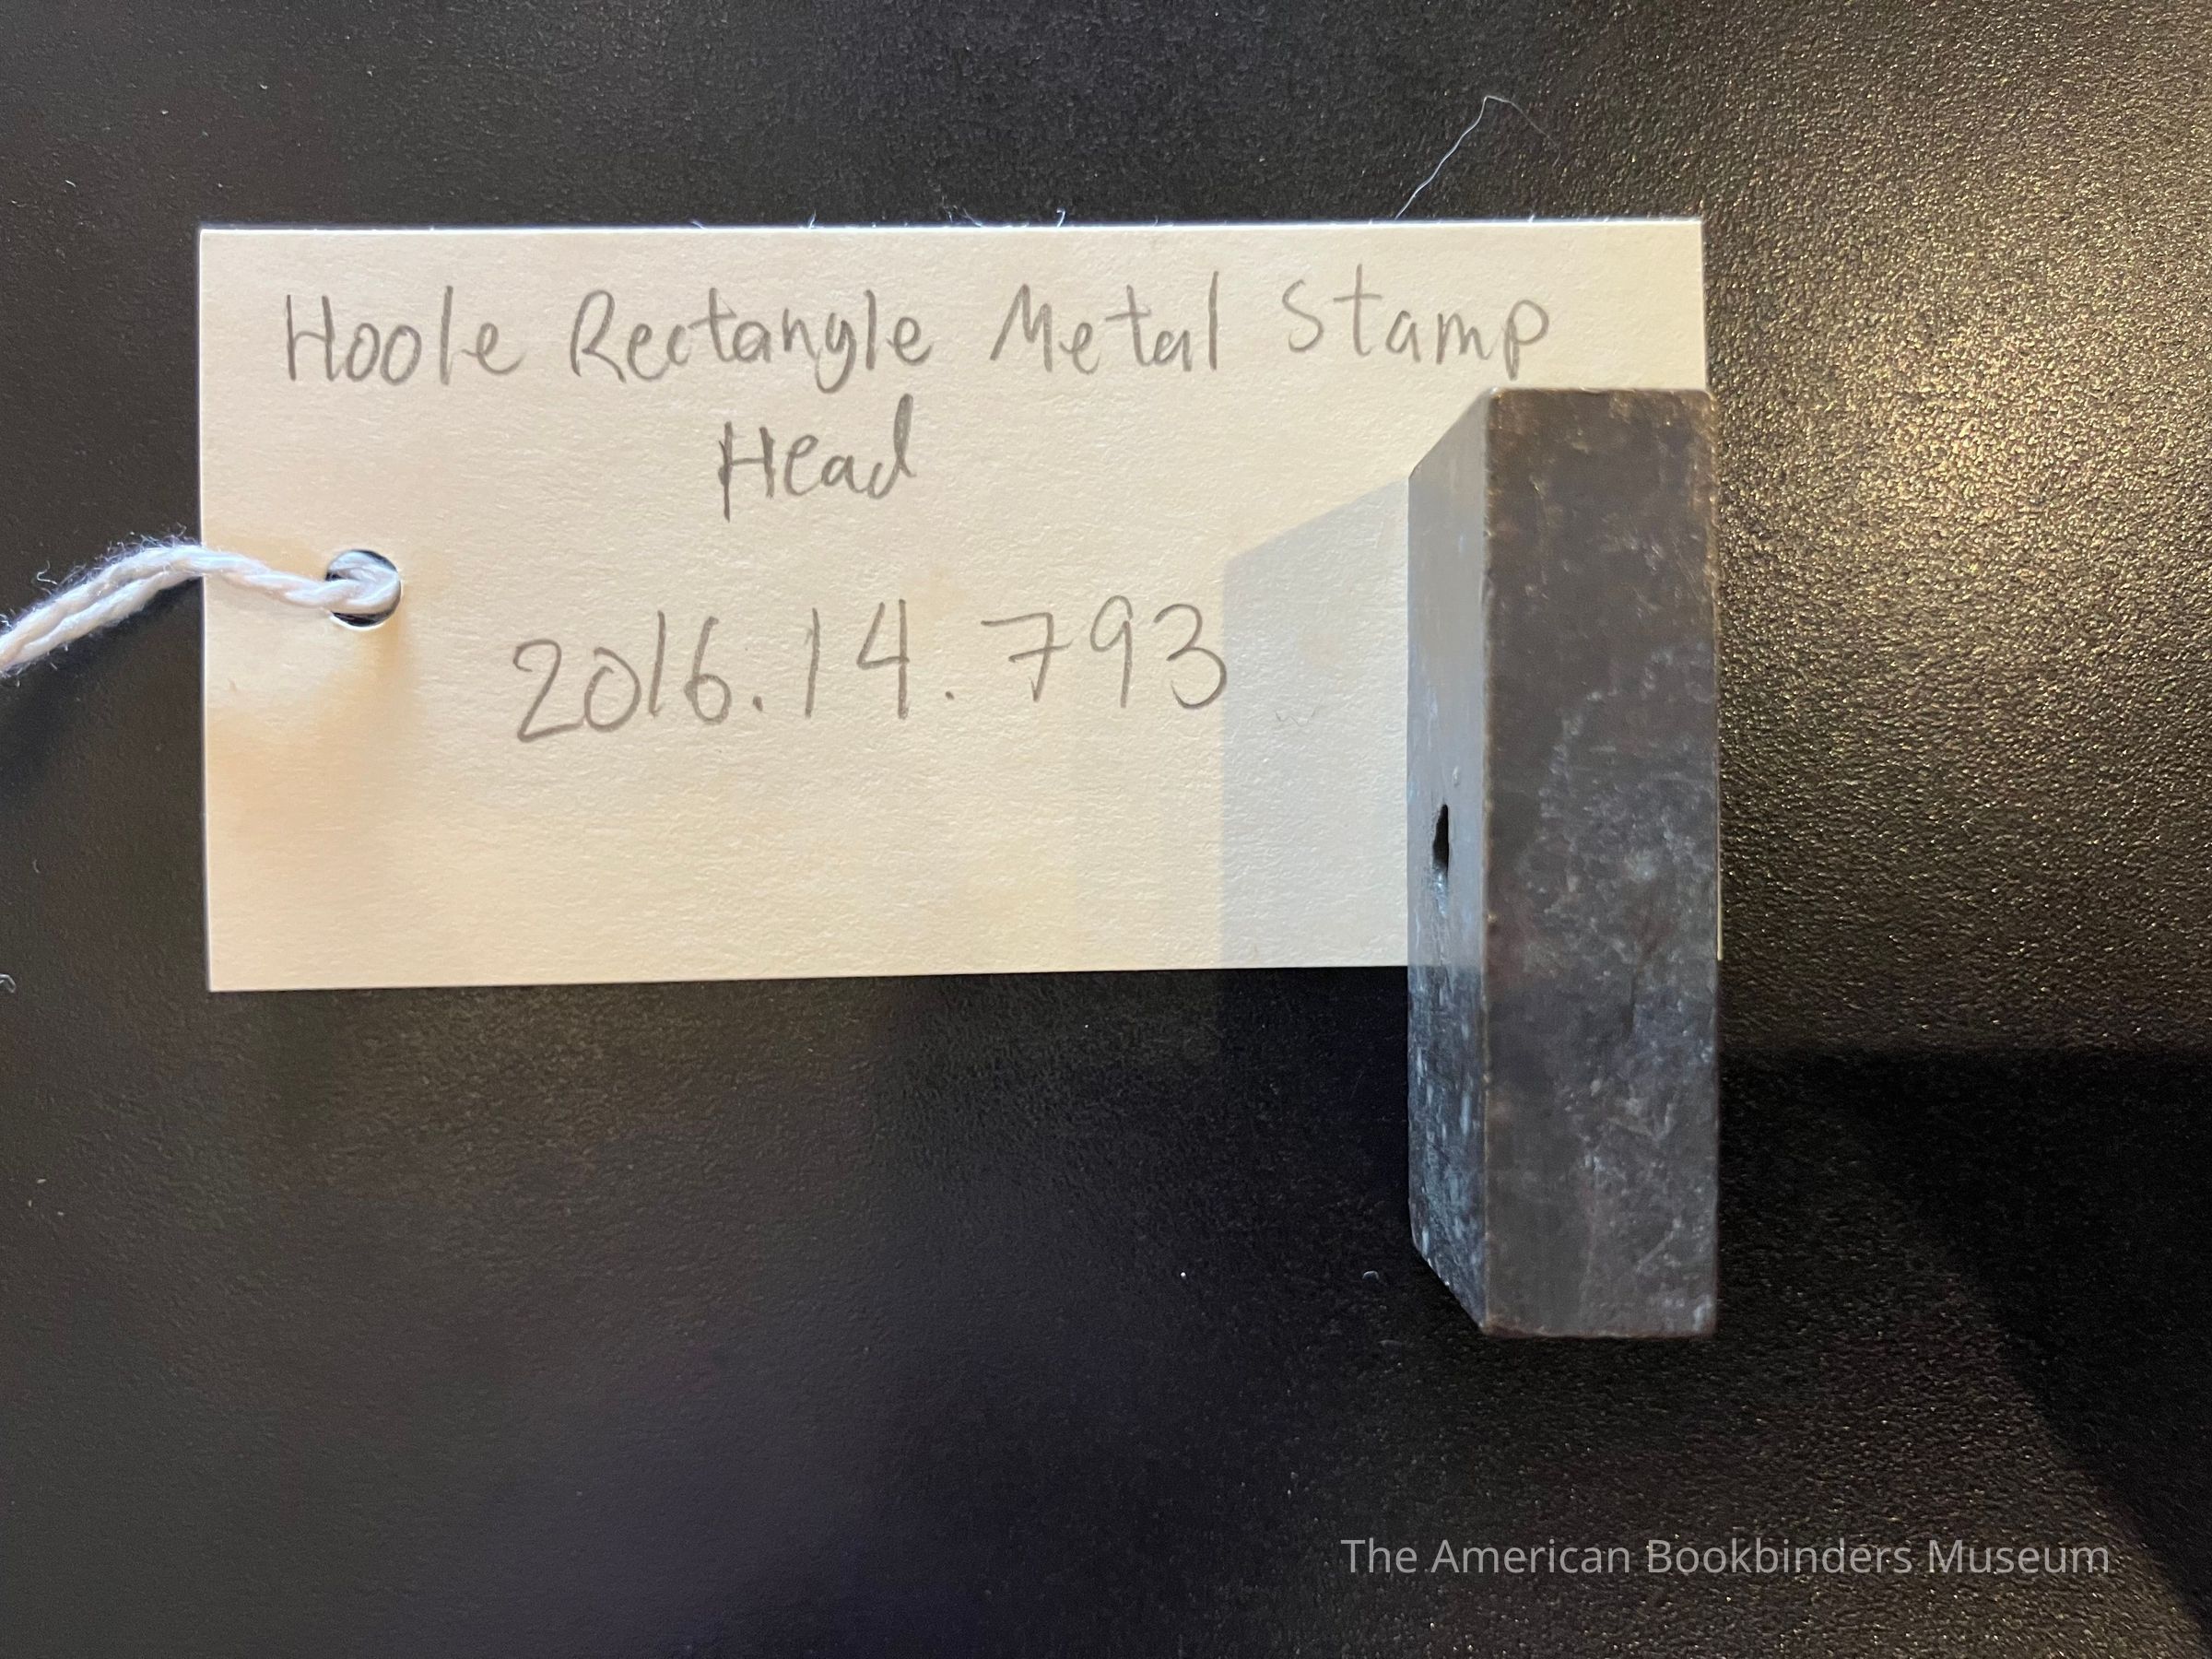 Hoole Rectangle Metal Stamp
Head
2016.14.793
The American Bookbinders Museum